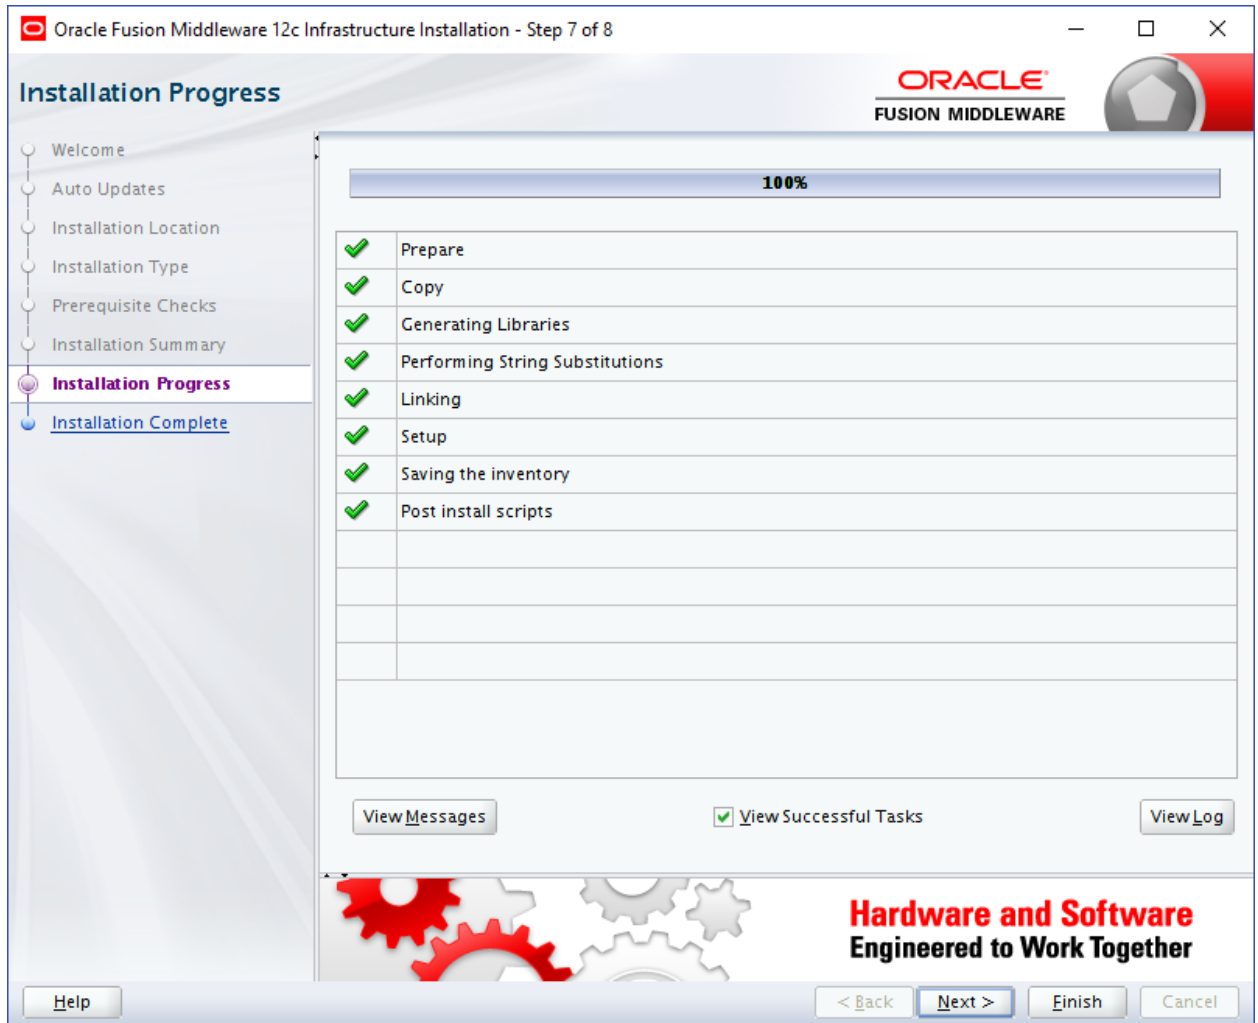 Oracle Fusion Middleware 12c Infrastructure Installation - Step 7 of 8
Installation Progress
ORACLE
FUSION MIDDLEWARE
Welcome
Auto Updates
Installation Location
Installation Type
Prerequisite Checks
Installation Summary
Installation Progress
Installation Complete
100%
Prepare
Copy
Generating Libraries
Performing String Substitutions
Linking
Setup
Saving the inventory
Post install scripts
View Messages
View Successful Tasks
View Log
Hardware and Software
Engineered to Work Together
Help
< Back
Next >
Finish
Cancel